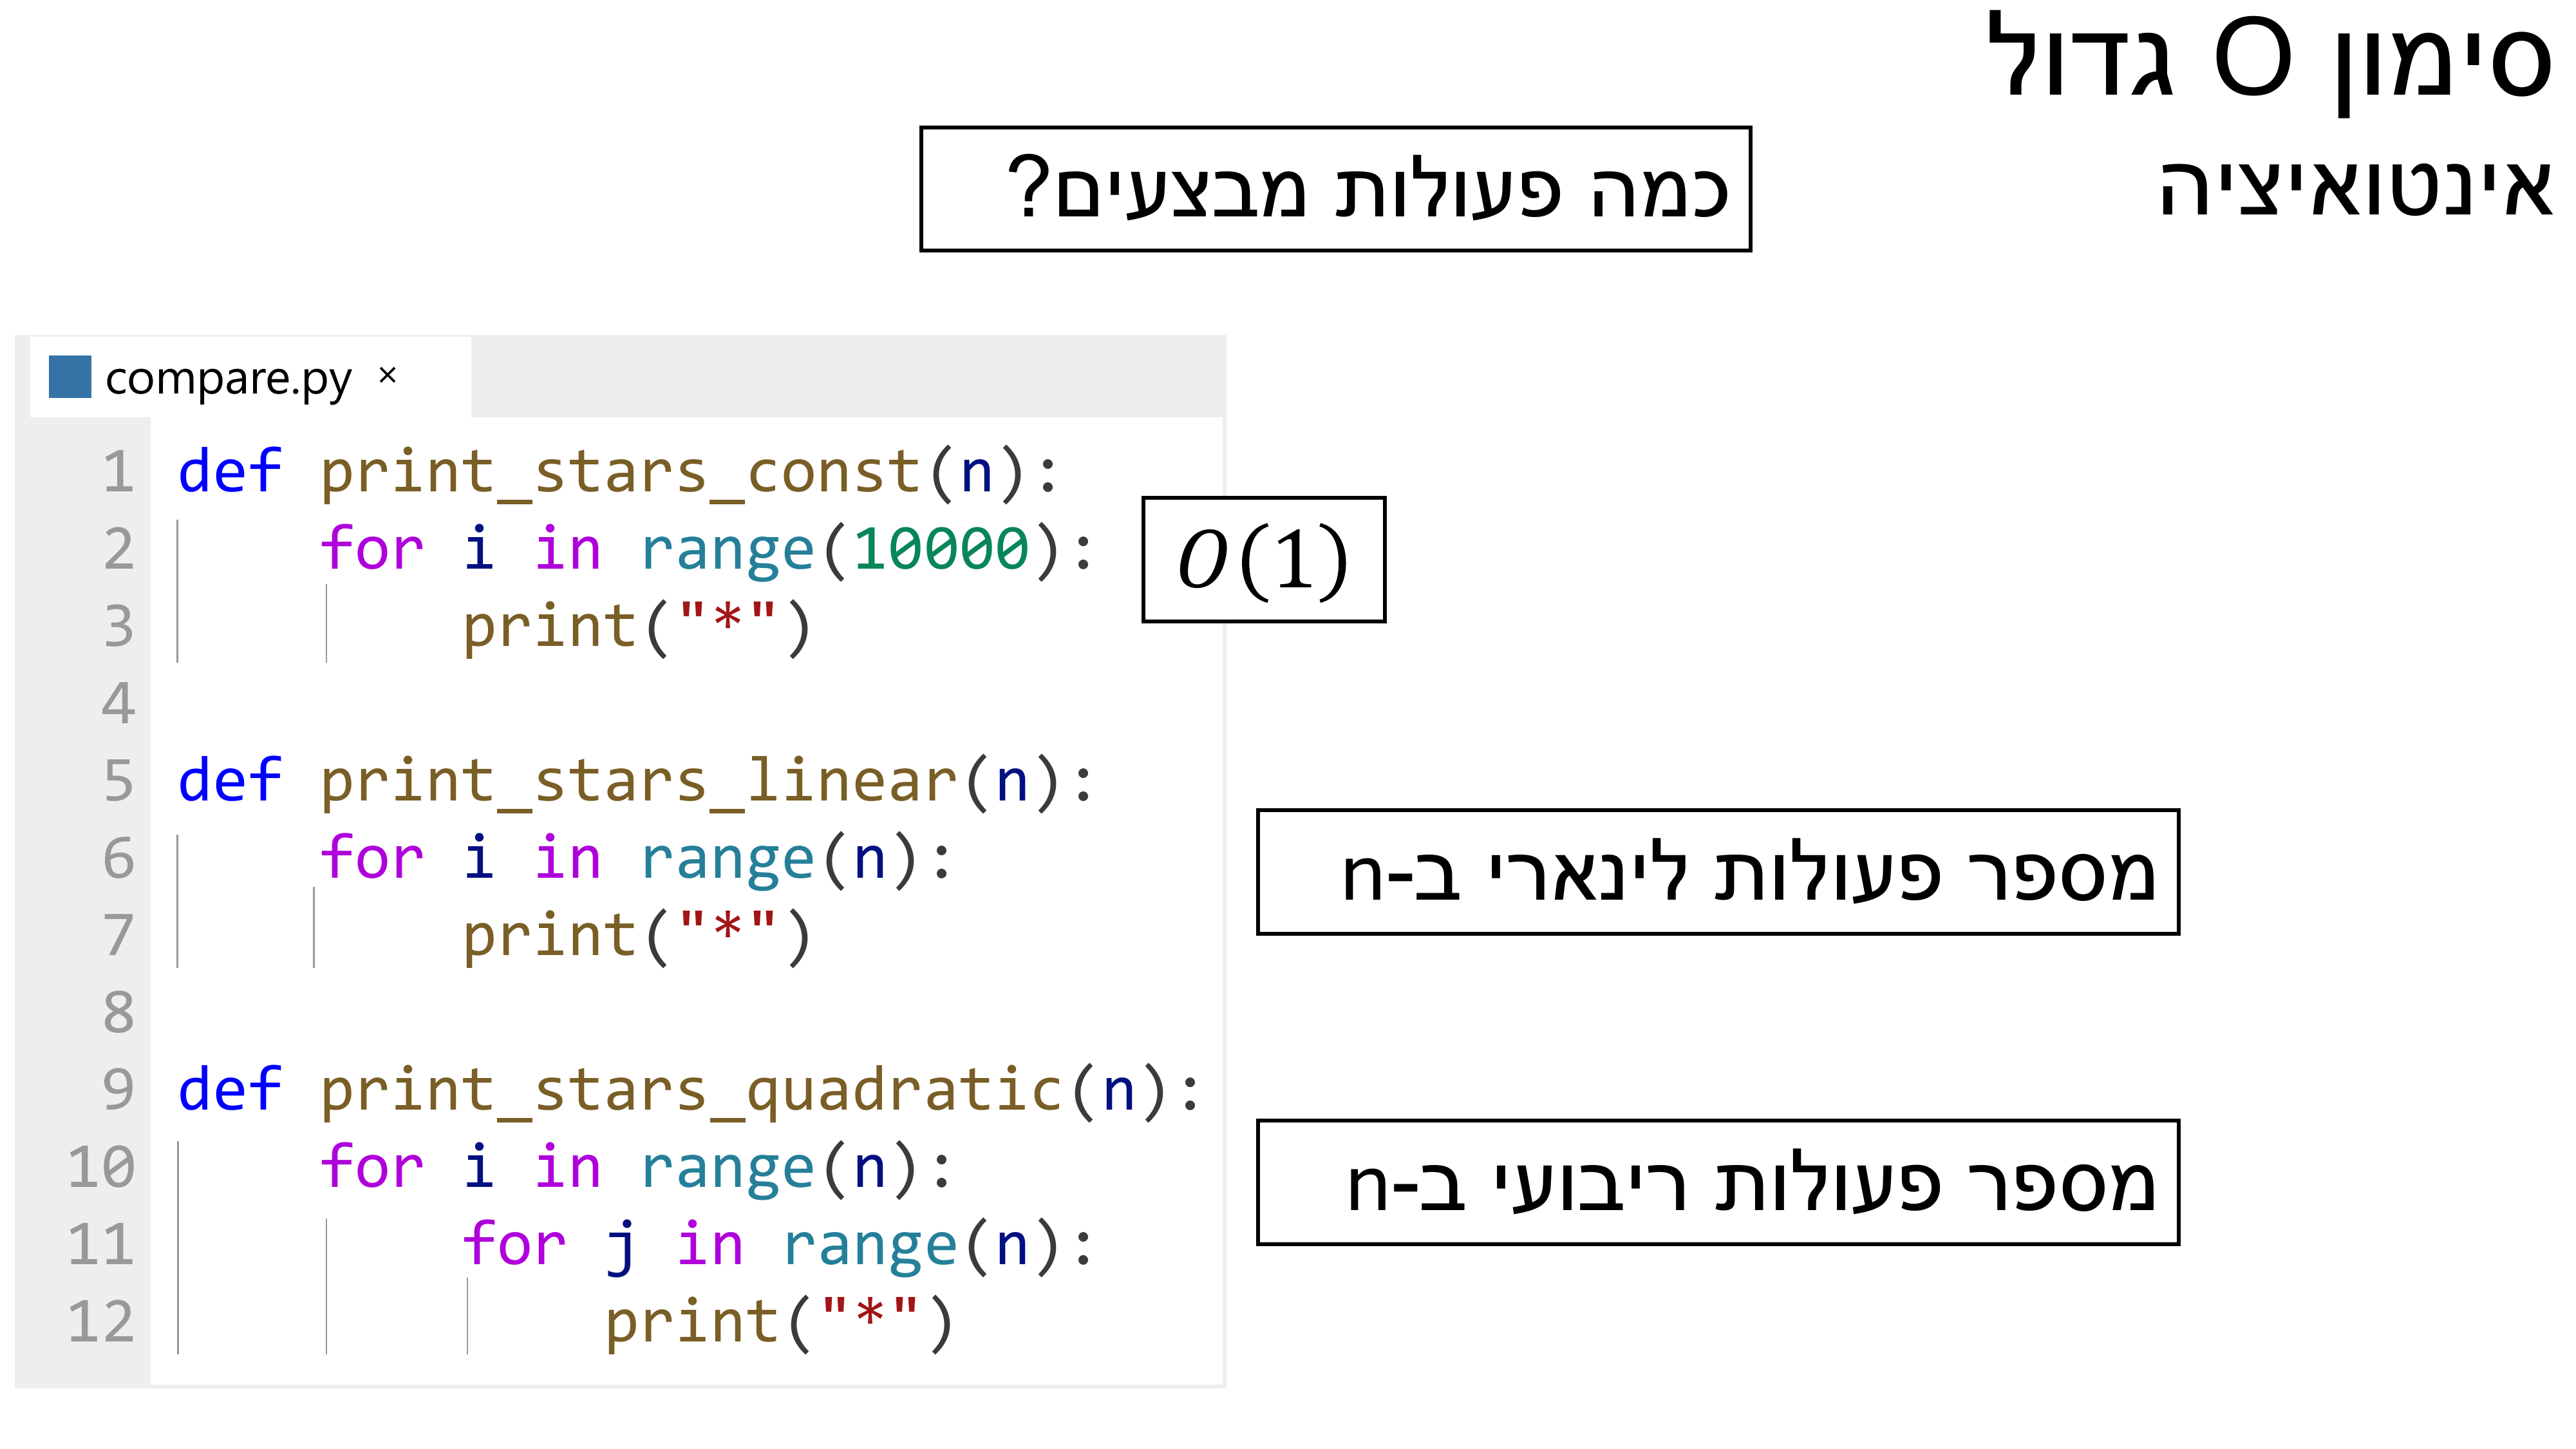 סימון O גדול
אינטואיציה
כמה פעולות מבצעים?
compare.py ×
1 def print_stars_const(n):
2     for i in range(10000):
3         print("*")
4
5 def print_stars_linear(n):
6     for i in range(n):
7         print("*")
8
9 def print_stars_quadratic(n):
10     for i in range(n):
11         for j in range(n):
12             print("*")
O(1)
מספר פעולות לינארי ב-n
מספר פעולות ריבועי ב-n